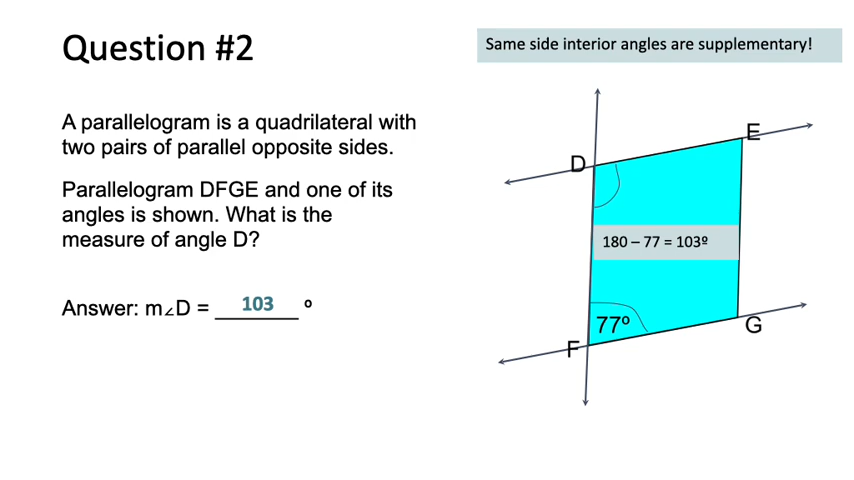 Question #2
Same side interior angles are supplementary!
A parallelogram is a quadrilateral with
two pairs of parallel opposite sides.
Parallelogram DFGE and one of its
angles is shown. What is the
measure of angle D?
Answer: m∠D = 103 º
E
D
180 – 77 = 103º
77º
G
F